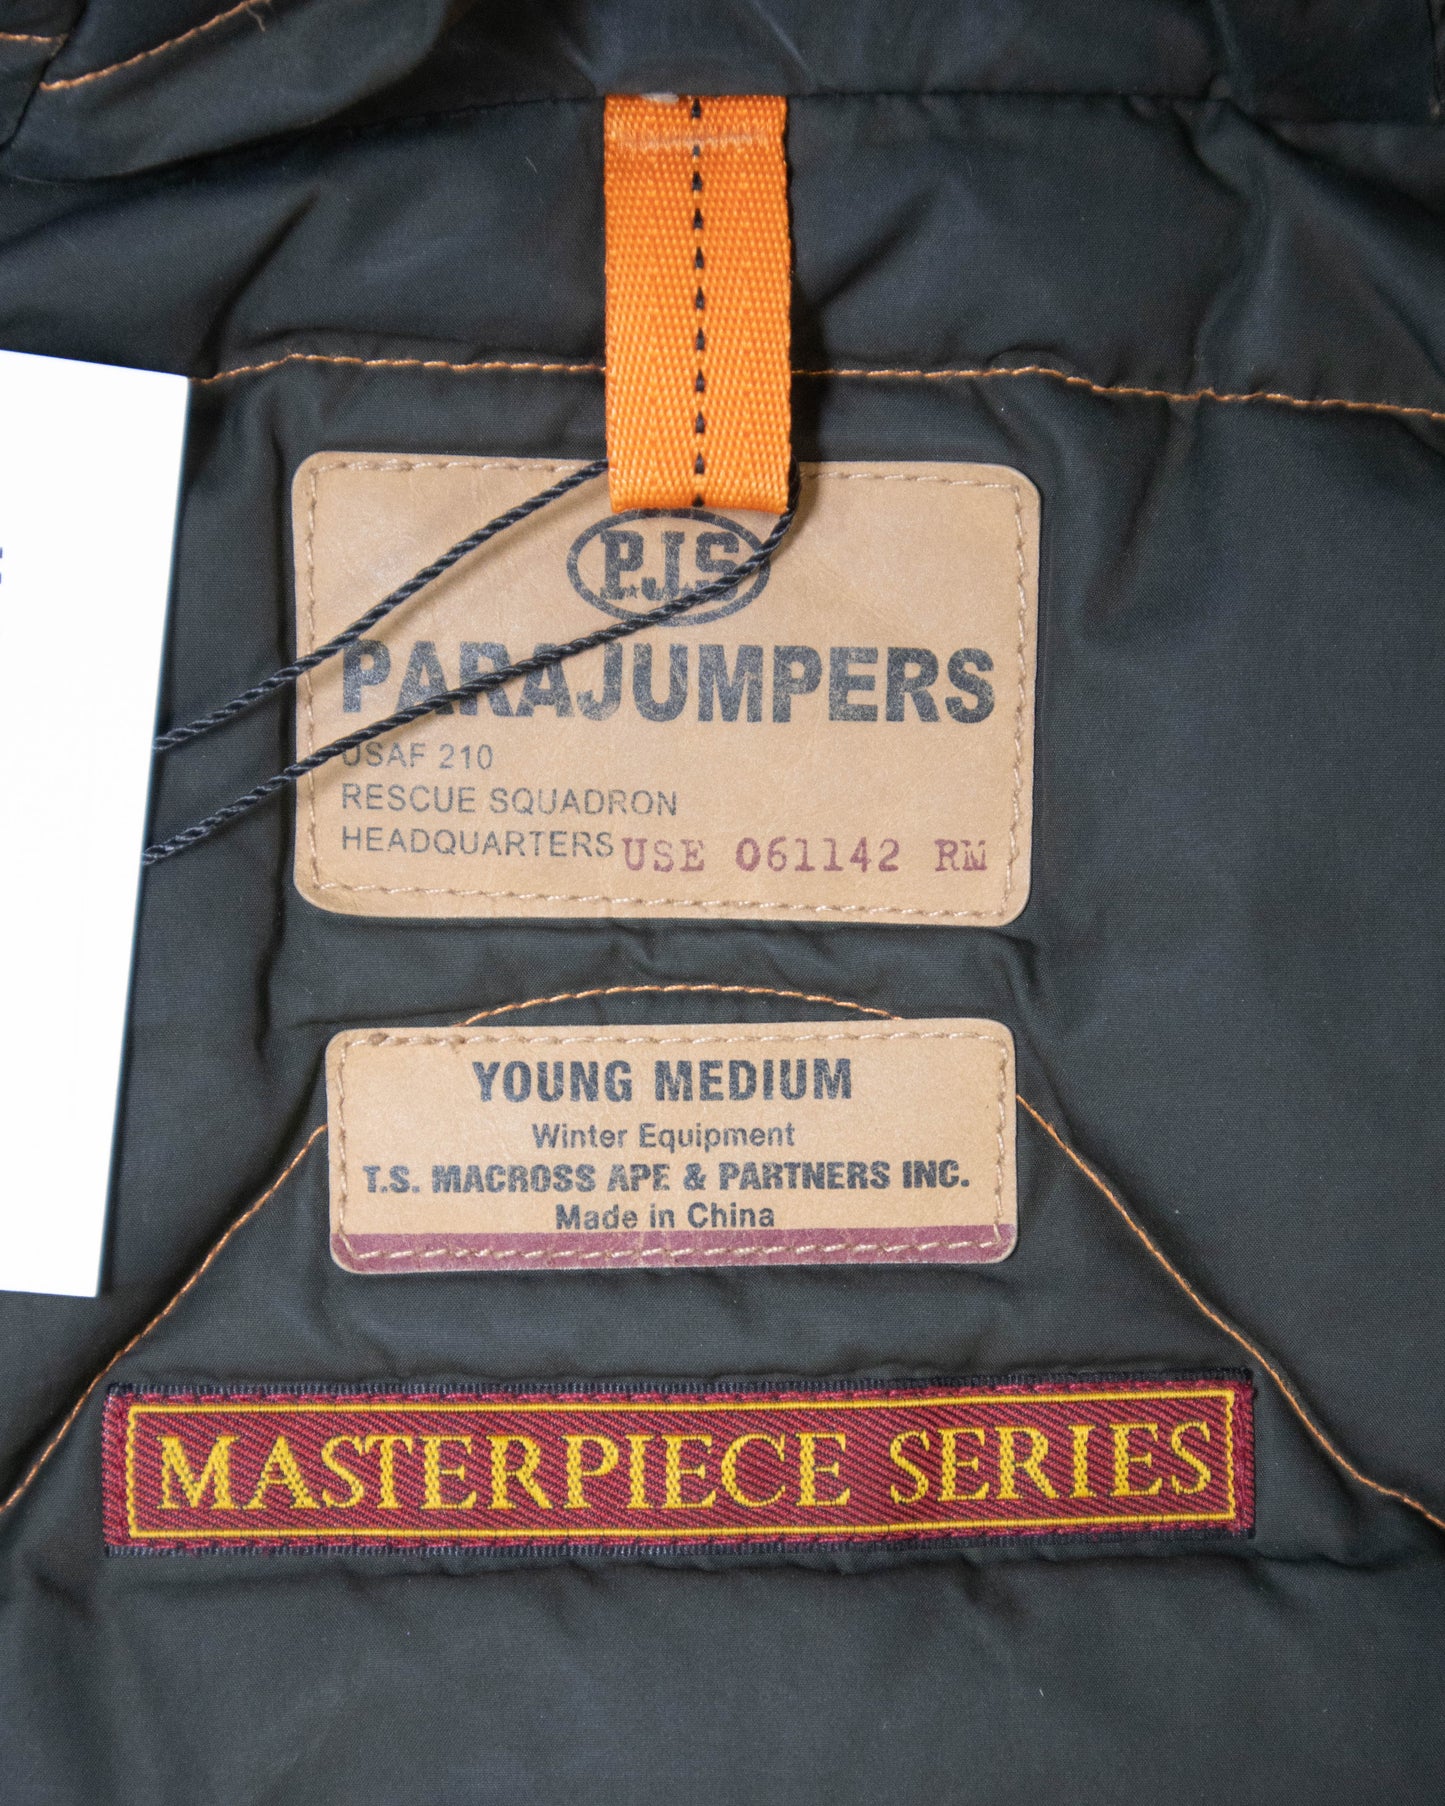 P.J.S
PARAJUMPERS
USAF 210
RESCUE SQUADRON
HEADQUARTERS USE 061142 RM
YOUNG MEDIUM
Winter Equipment
T.S. MACROSS APE & PARTNERS INC.
Made in China
MASTERPIECE SERIES